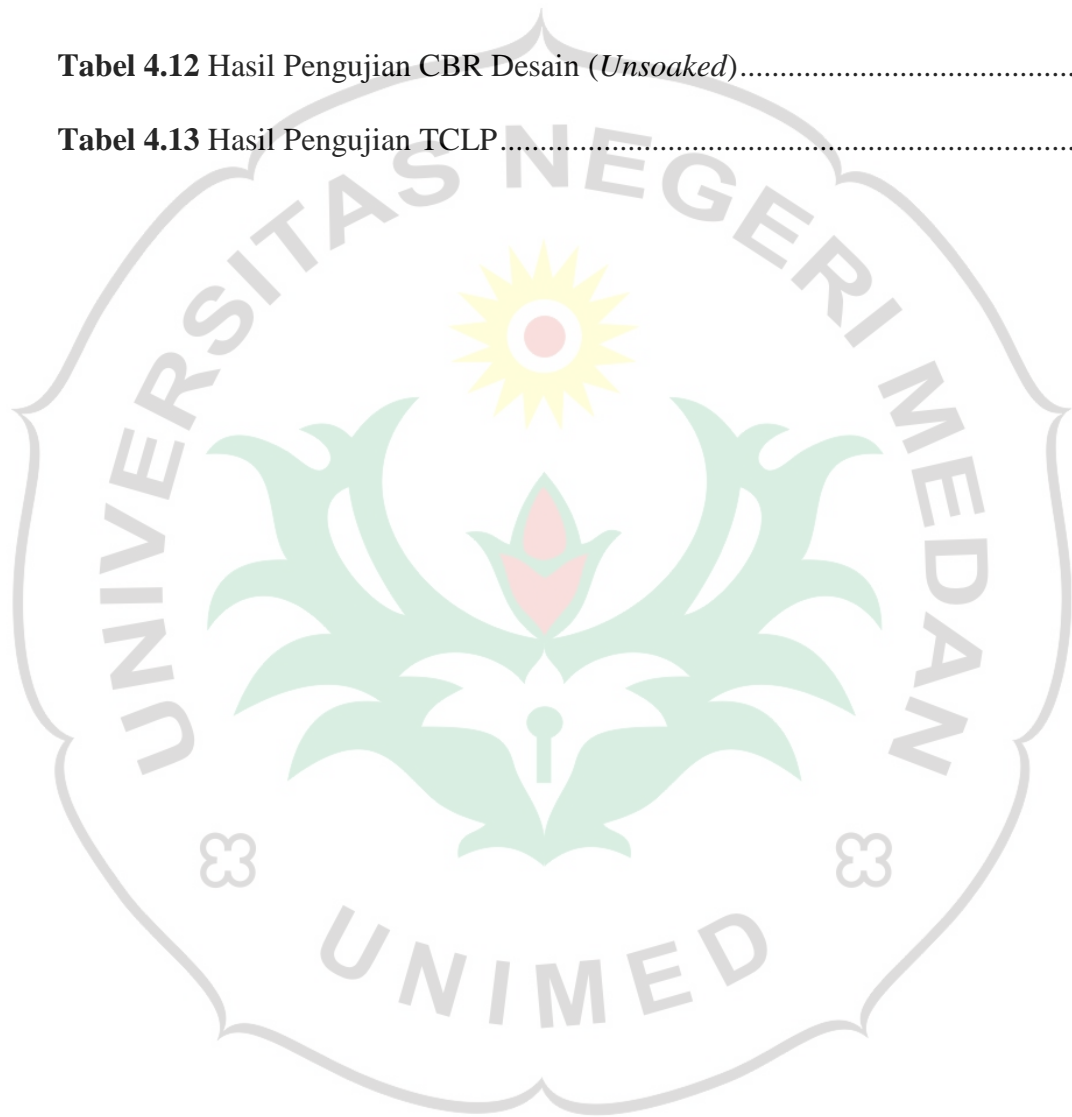 Tabel 4.12 Hasil Pengujian CBR Desain (Unsoaked)......................................................................
Tabel 4.13 Hasil Pengujian TCLP........................................................................................................
UNIVERSITAS NEGERI MEDAN
UNIMED